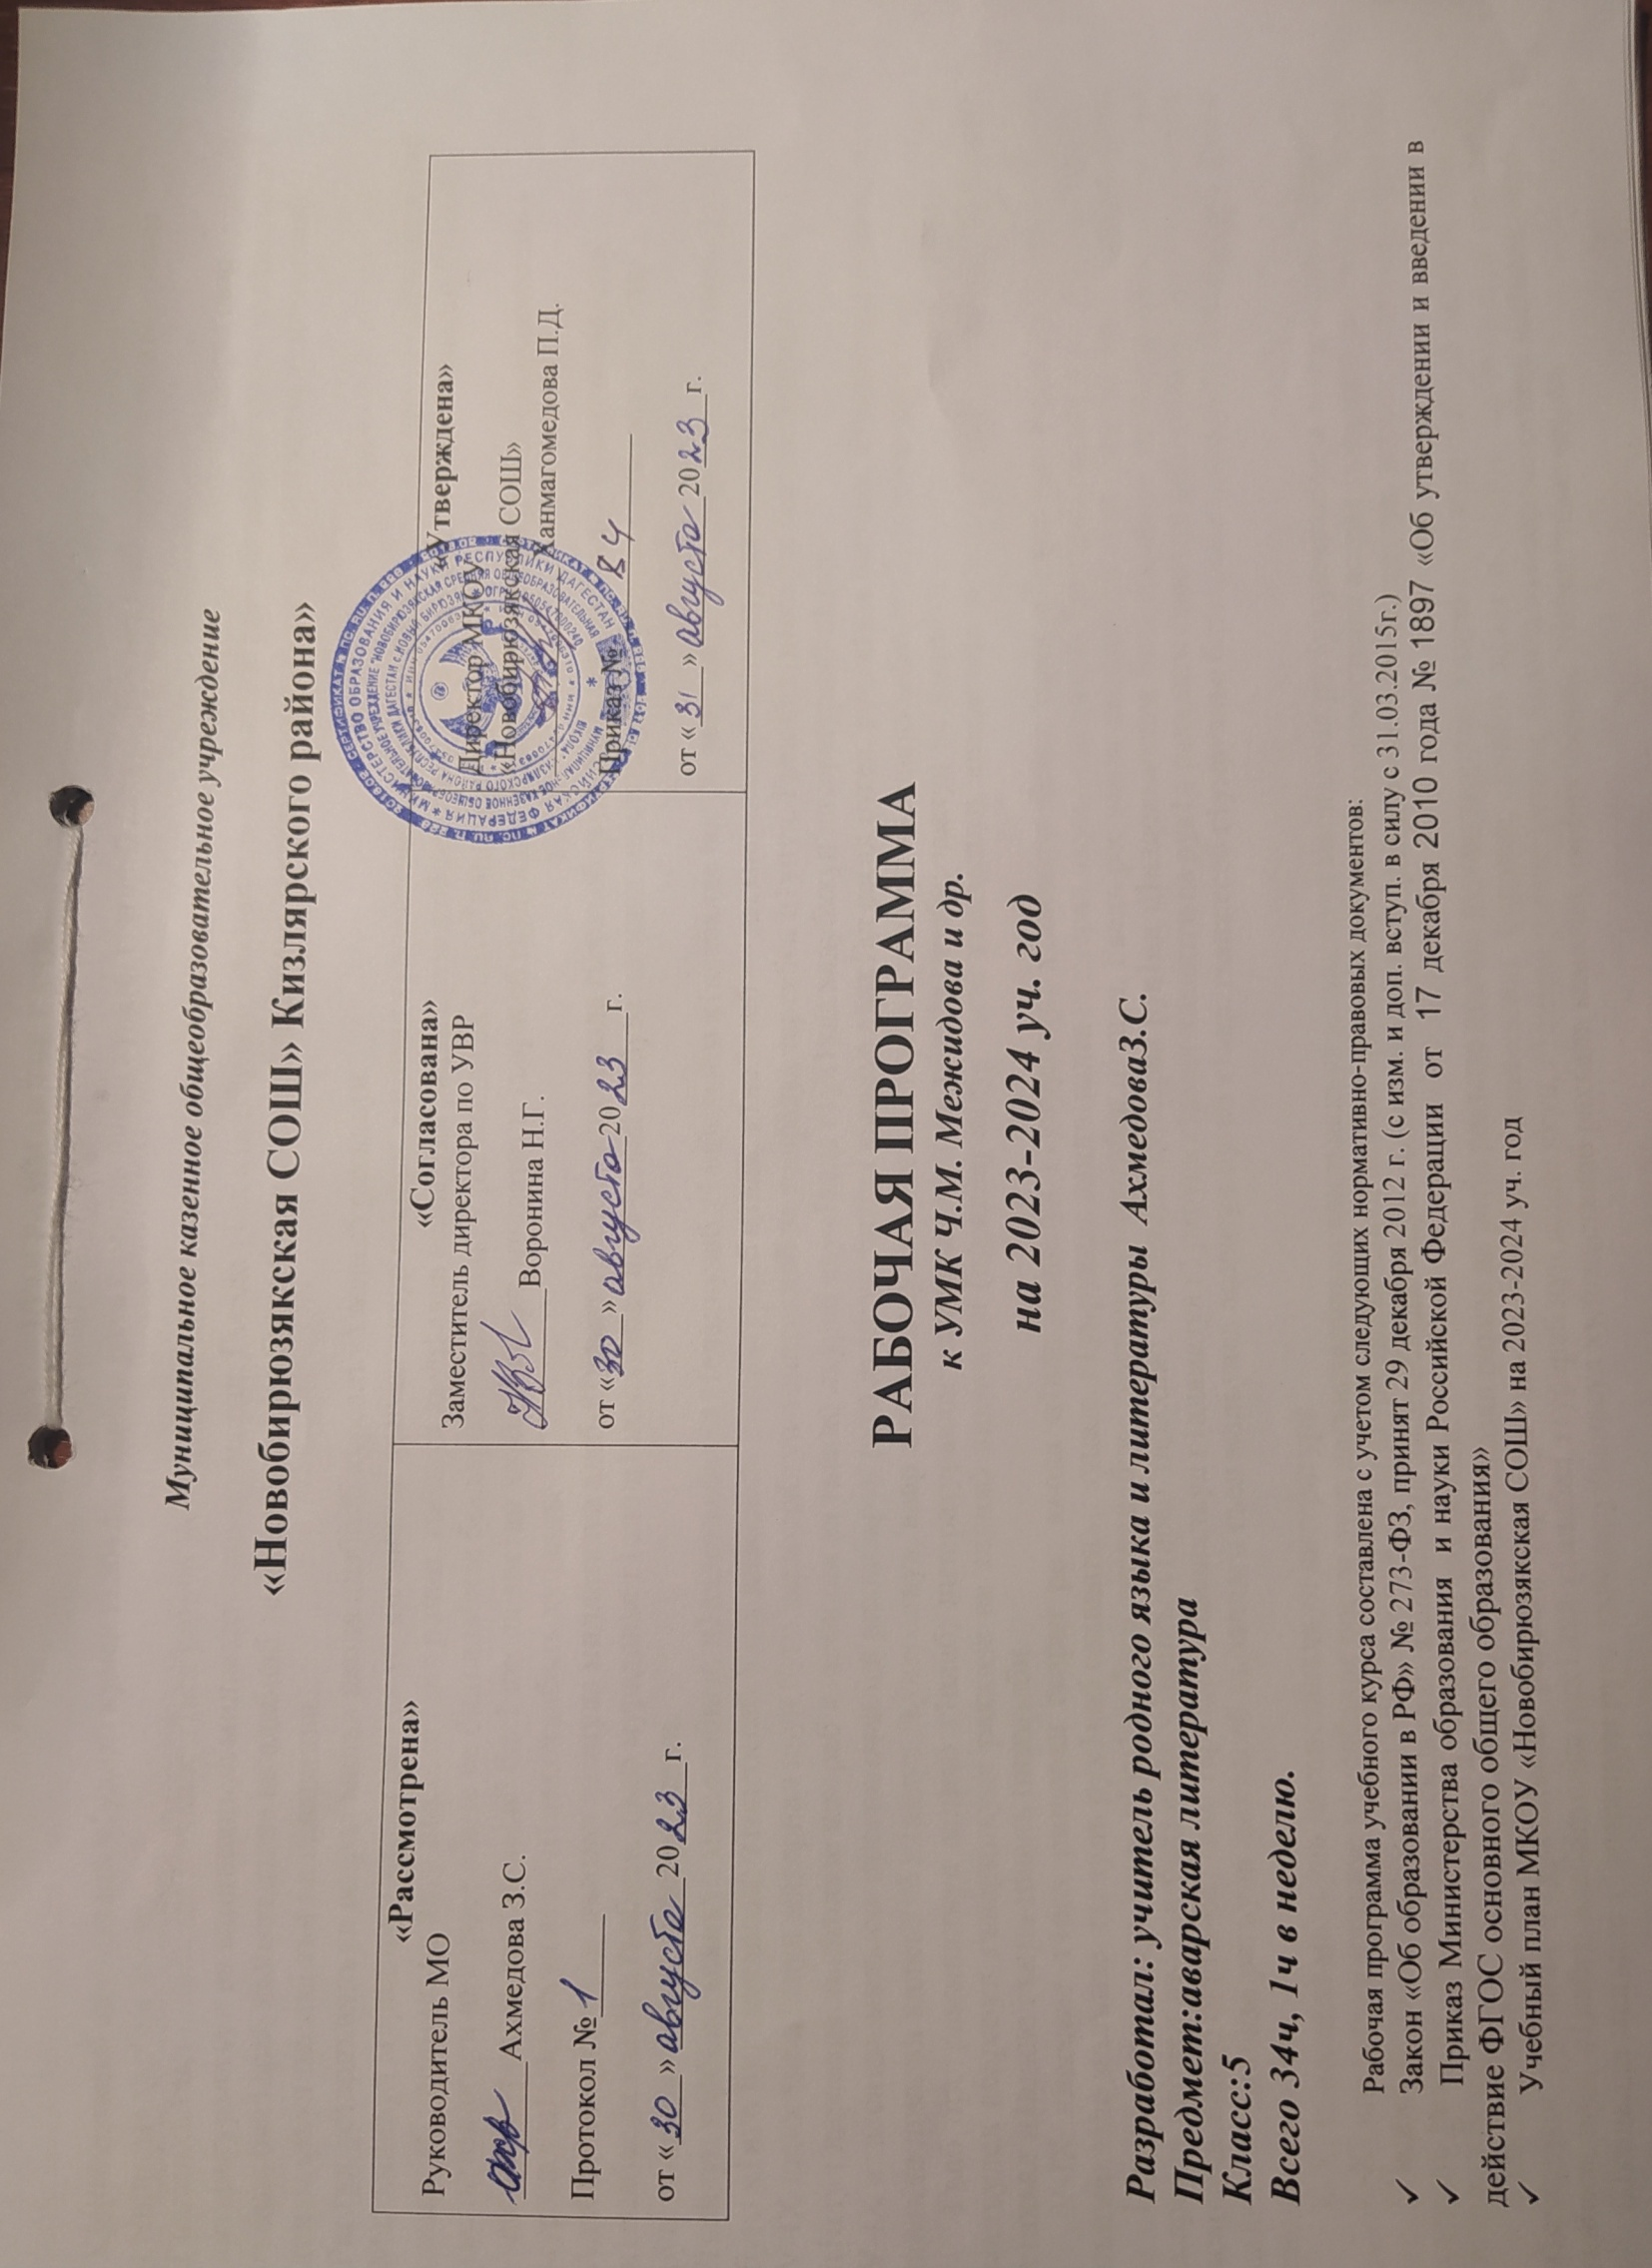 Муниципальное казенное общеобразовательное учреждение
«Новобирюзякская СОШ» Кизлярского района»
«Рассмотрена»
Руководитель МО
Ахмедова З.С.
Протокол № 1
от «30» августа 2023 г.
«Согласована»
Заместитель директора по УВР
Воронина Н.Г.
от «30» августа 2023 г.
«Утверждена»
Директор МКОУ
«Новобирюзякская СОШ»
Ханмагомедова П.Д.
Приказ № 84
от «31» августа 2023 г.
РАБОЧАЯ ПРОГРАММА
к УМК Ч.М. Межидова и др.
на 2023-2024 уч. год
Разработал: учитель родного языка и литературы АхмедоваЗ.С.
Предмет:аварская литература
Класс:5
Всего 34ч, 1ч в неделю.
Рабочая программа учебного курса составлена с учетом следующих нормативно-правовых документов:
✓ Закон «Об образовании в РФ» № 273-ФЗ, принят 29 декабря 2012 г. (с изм. и доп. вступ. в силу с 31.03.2015г.)
✓ Приказ Министерства образования и науки Российской Федерации от 17 декабря 2010 года № 1897 «Об утверждении и введении в
действие ФГОС основного общего образования»
✓ Учебный план МКОУ «Новобирюзякская СОШ» на 2023-2024 уч. год